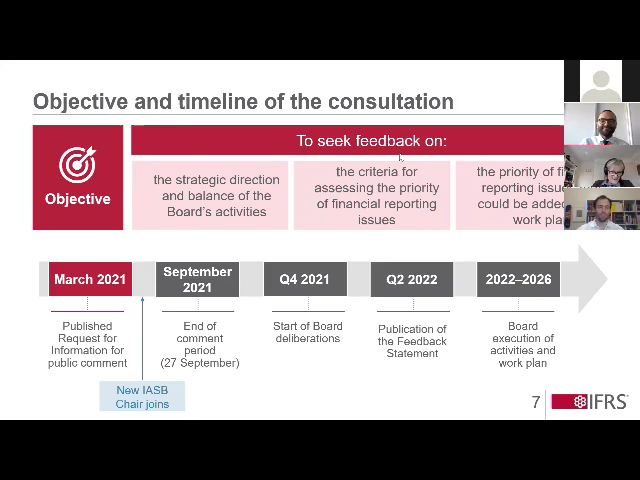 Objective and timeline of the consultation
To seek feedback on:
Objective
the strategic direction
and balance of the
Board's activities
the criteria for
assessing the priority
of financial reporting
issues
the priority of
reporting
could be
work
March 2021
September
2021
Q4 2021
Q2 2022
2022–2026
Published
Request for
Information for
public comment
End of
comment
period
(27 September)
Start of Board
deliberations
Publication of
the Feedback
Statement
Board
execution of
activities and
work plan
New IASB
Chair joins
7
IFRS